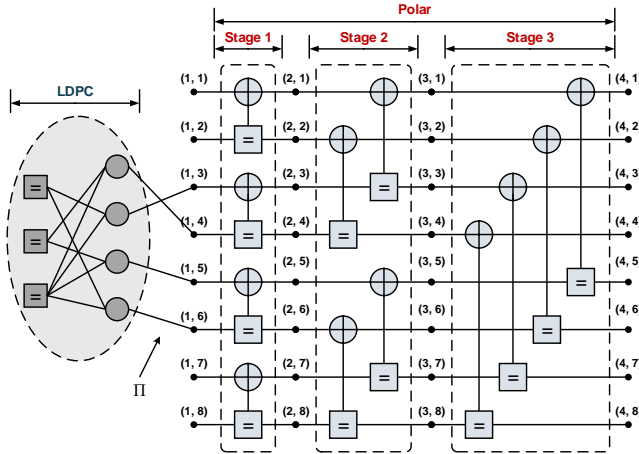 Polar
Stage 1 Stage 2 Stage 3
LDPC
(1, 1) (2, 1) (3, 1) (4, 1)
(1, 2) = (2, 2) (3, 2) (4, 2)
= (1, 3) (2, 3) = (3, 3) (4, 3)
= (1, 4) = (2, 4) = (3, 4) (4, 4)
= (1, 5) (2, 5) (3, 5) = (4, 5)
(1, 6) = (2, 6) (3, 6) = (4, 6)
Π (1, 7) (2, 7) = (3, 7) = (4, 7)
(1, 8) = (2, 8) = (3, 8) = (4, 8)